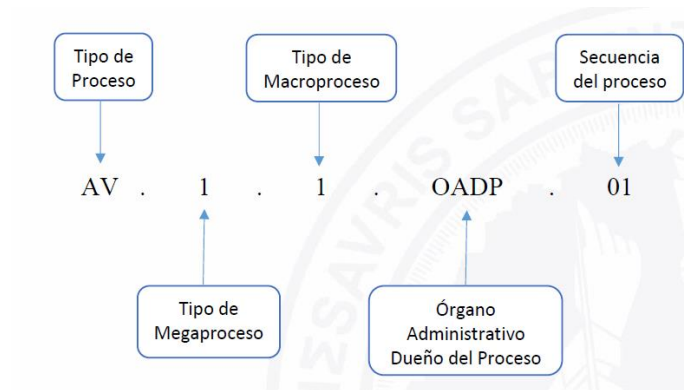 Tipo de
Proceso
Tipo de
Macroproceso
Secuencia
del proceso
AV . 1 . 1 . OADP . 01
Tipo de
Megaproceso
Órgano
Administrativo
Dueño del Proceso